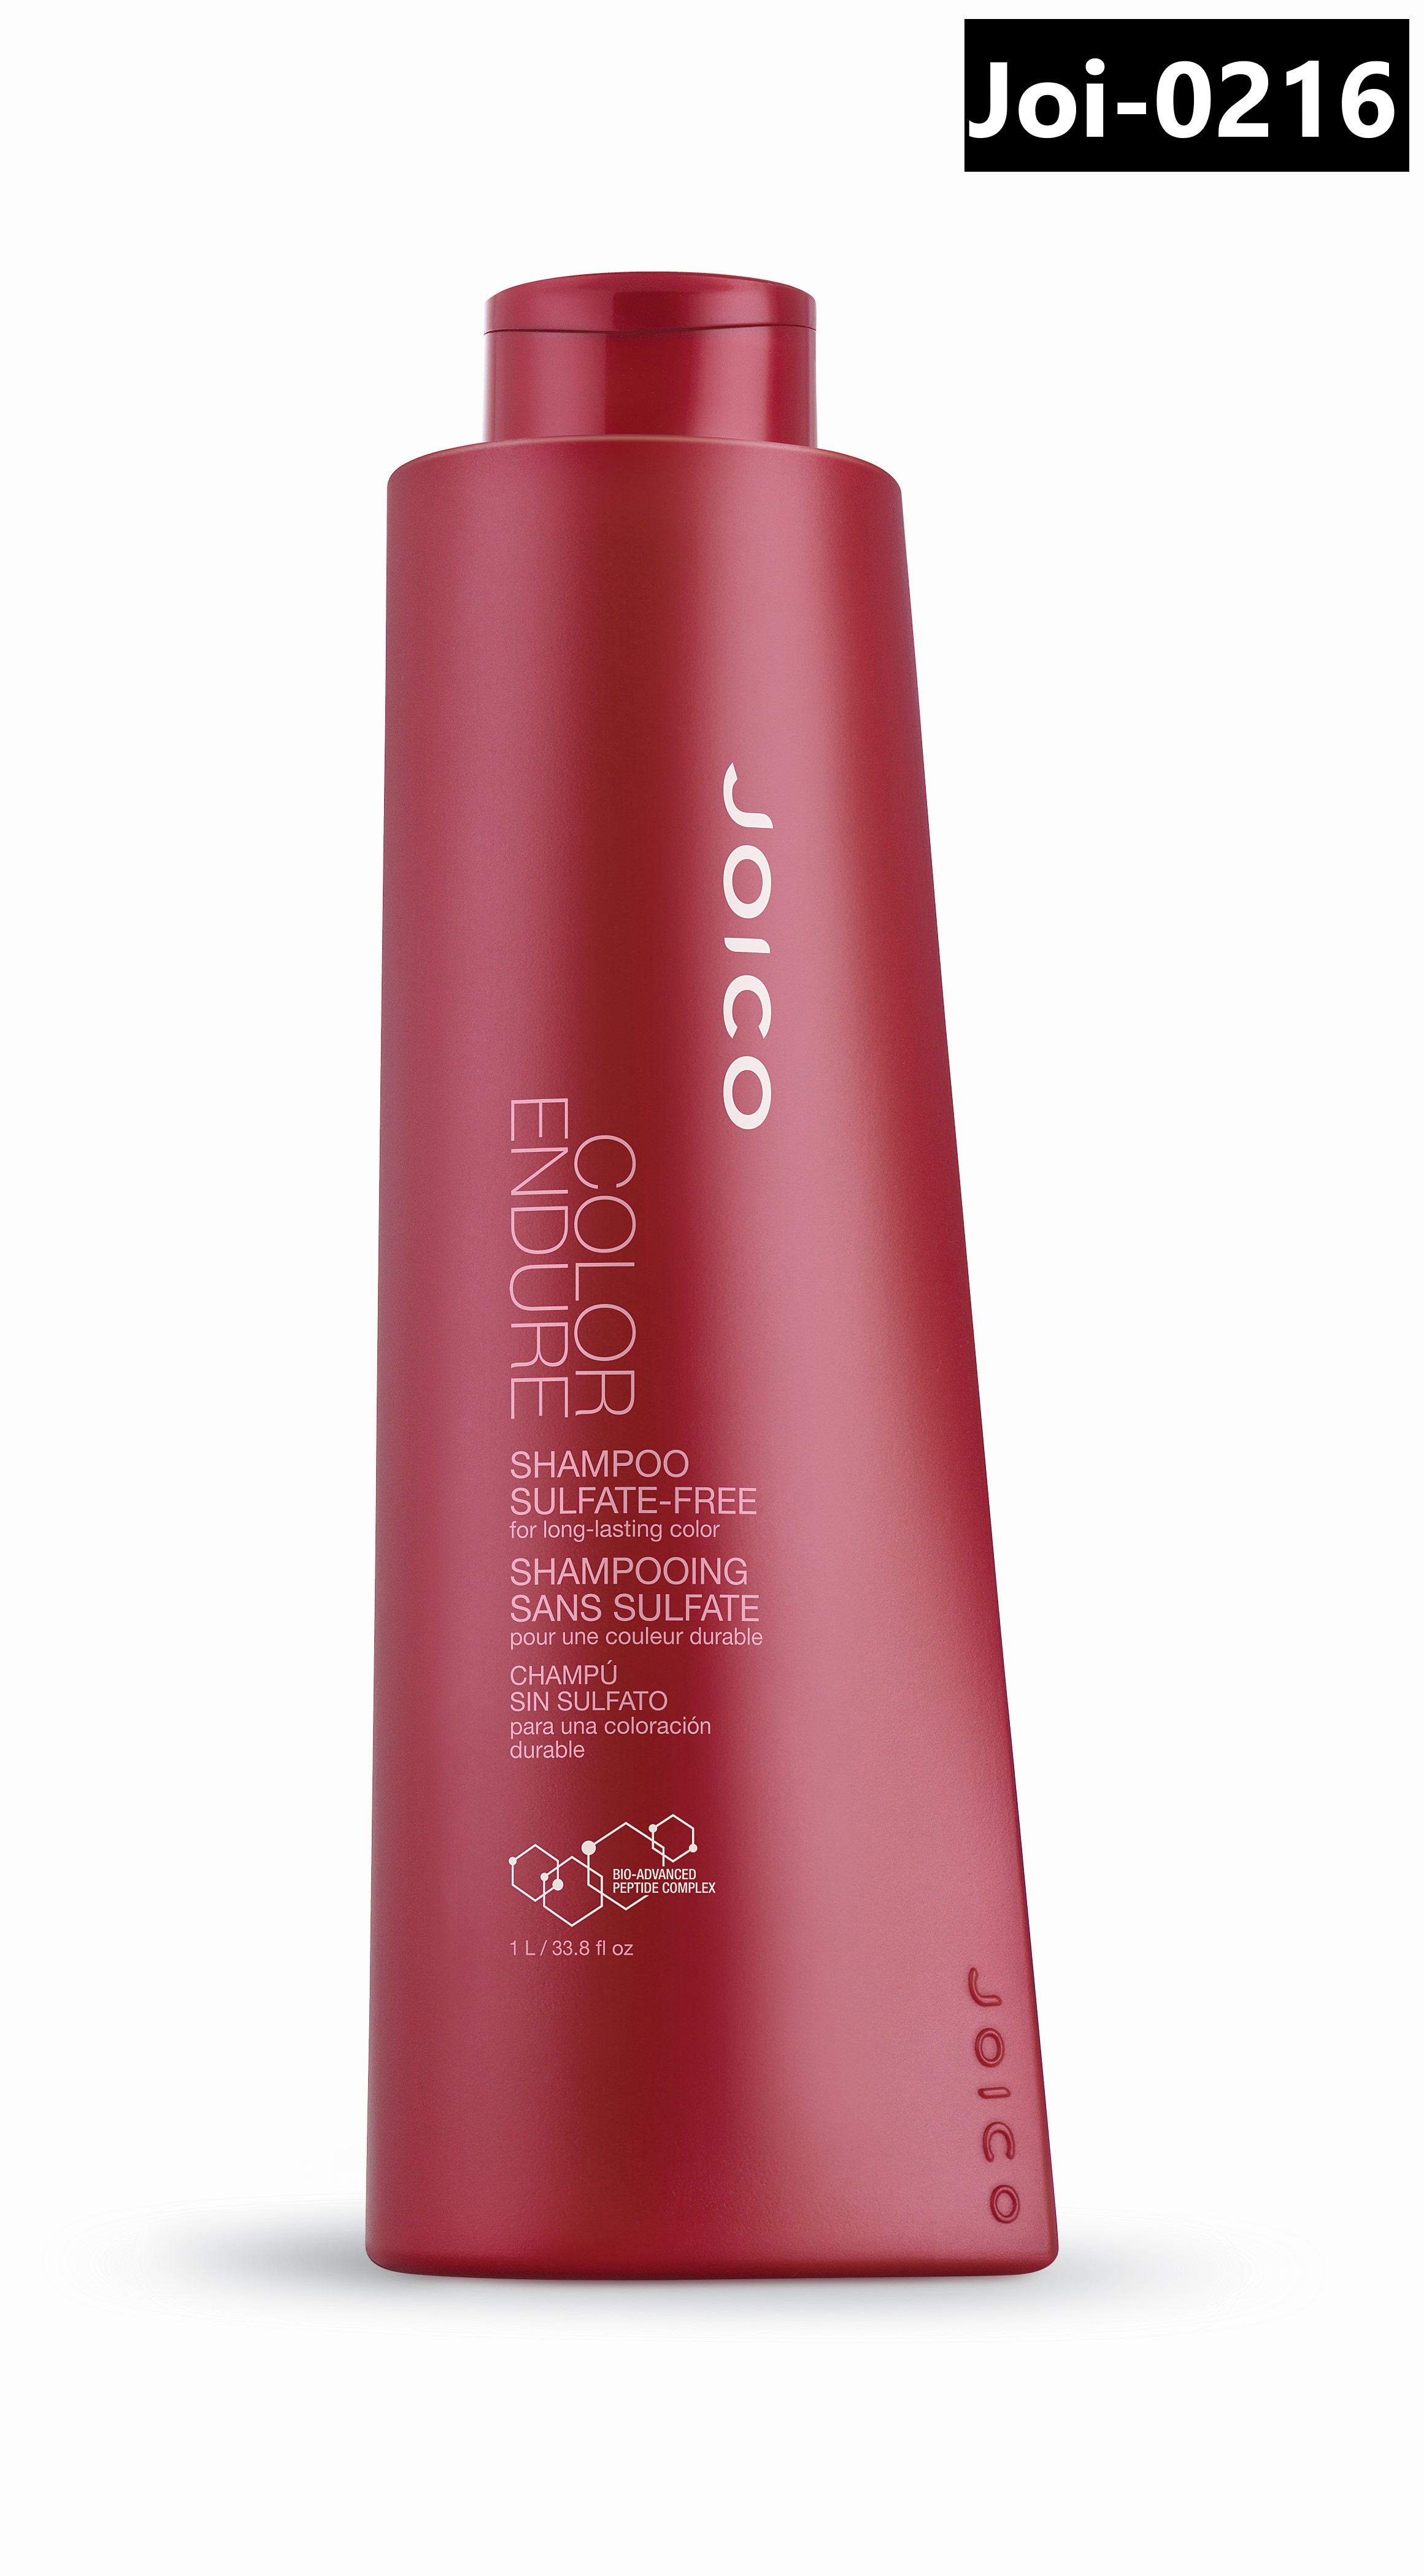 Joi-0216
JOICO
COLOR
ENDURE
SHAMPOO
SULFATE-FREE
for long-lasting color
SHAMPOOING
SANS SULFATE
pour une couleur durable
CHAMPÚ
SIN SULFATO
para una coloración
durable
BIO-ADVANCED
PEPTIDE COMPLEX
1 L / 33.8 fl oz
JOICO